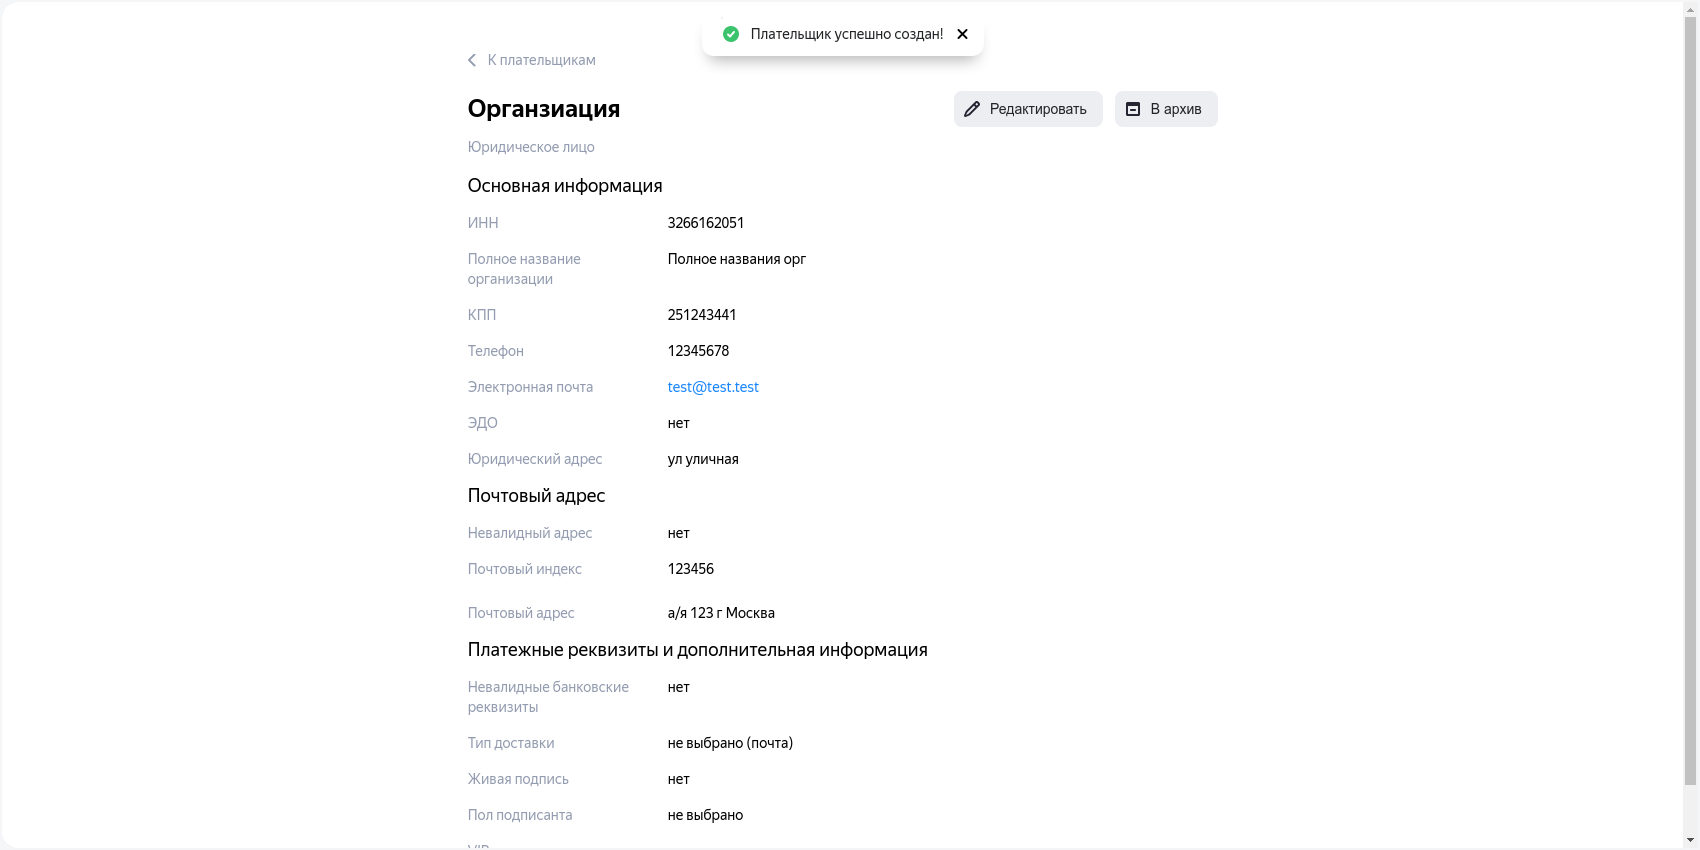 Плательщик успешно создан!
К плательщикам
Органзиация
Редактировать
В архив
Юридическое лицо
Основная информация
ИНН 3266162051
Полное название Полное названия орг
организации
КПП 251243441
Телефон 12345678
Электронная почта test@test.test
ЭДО нет
Юридический адрес ул уличная
Почтовый адрес
Невалидный адрес нет
Почтовый индекс 123456
Почтовый адрес а/я 123 г Москва
Платежные реквизиты и дополнительная информация
Невалидные банковские нет
реквизиты
Тип доставки не выбрано (почта)
Живая подпись нет
Пол подписанта не выбрано